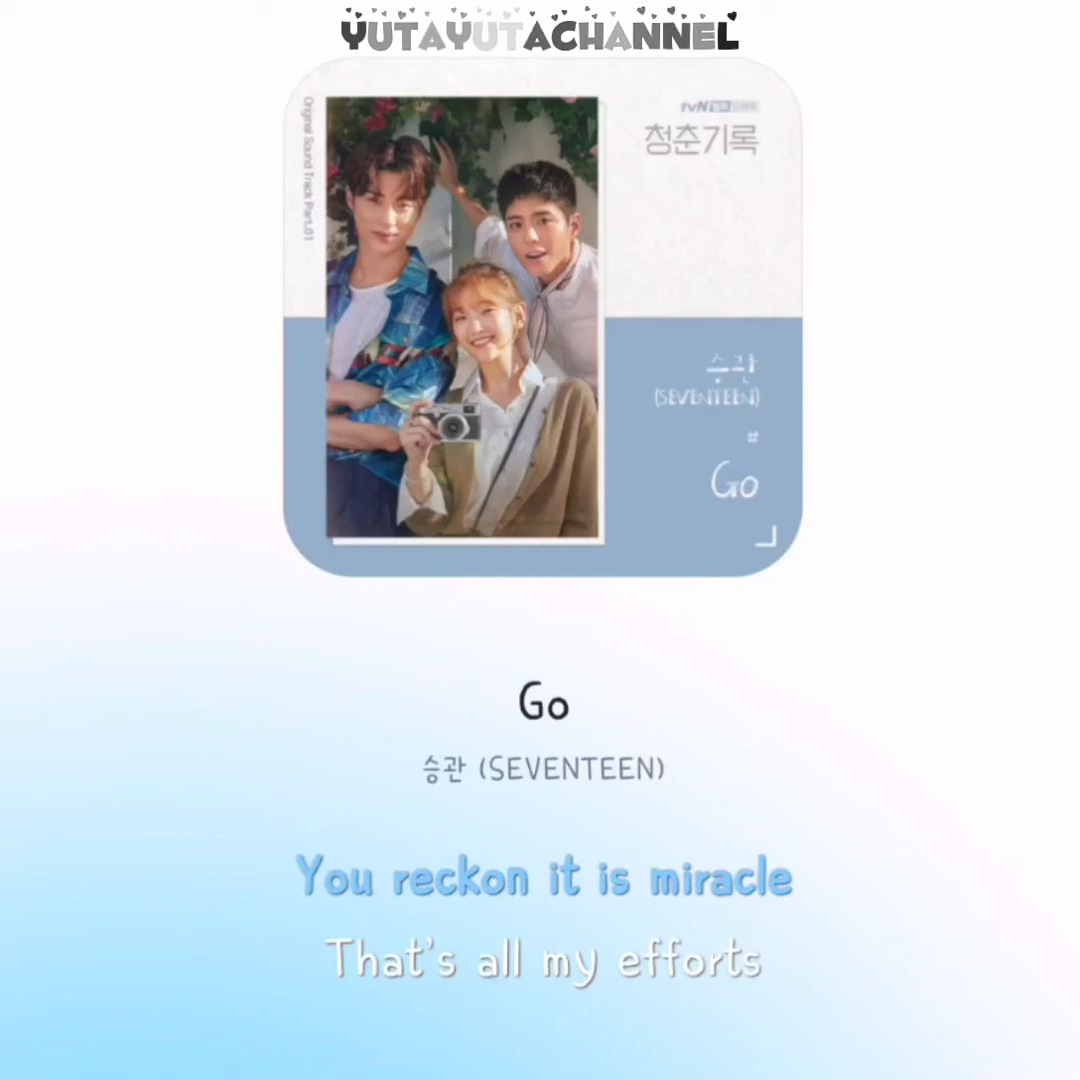 YUTAYUTACHANNEL
Original Sound Track Part.01
tvN
청춘기록
승관
(SEVENTEEN)
#
Go
Go
승관 (SEVENTEEN)
You reckon it is miracle
That's all my efforts